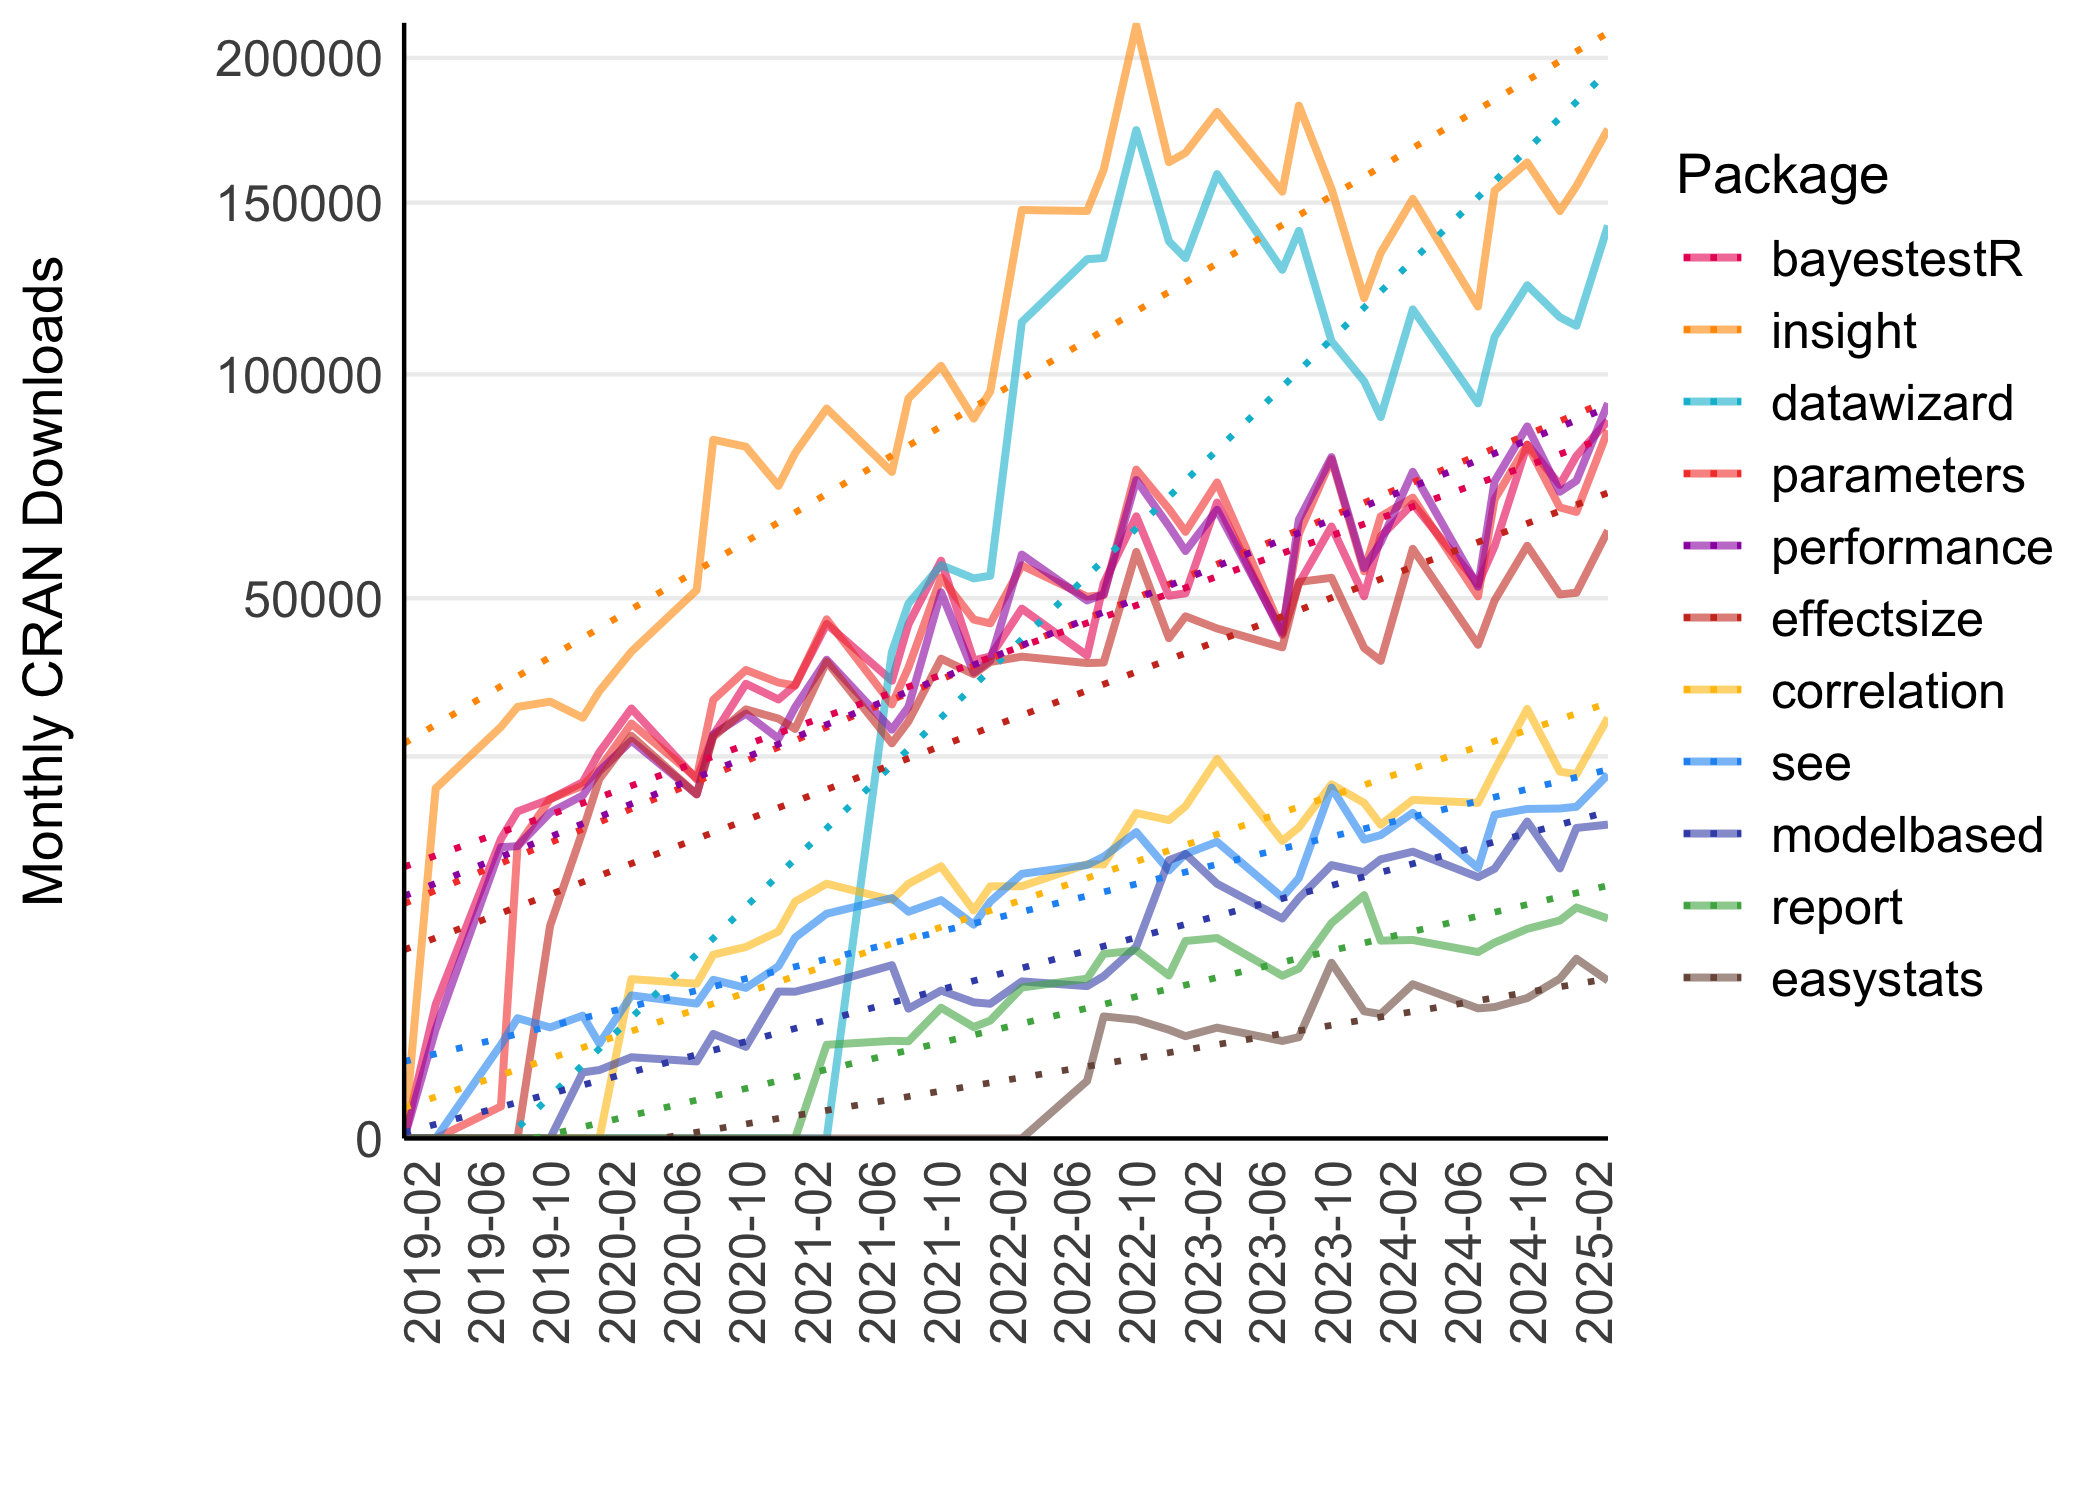 Monthly CRAN Downloads
200000
150000
100000
50000
0
2019-02
2019-06
2019-10
2020-02
2020-06
2020-10
2021-02
2021-06
2021-10
2022-02
2022-06
2022-10
2023-02
2023-06
2023-10
2024-02
2024-06
2024-10
2025-02
Package
bayestestR
insight
datawizard
parameters
performance
effectsize
correlation
see
modelbased
report
easystats